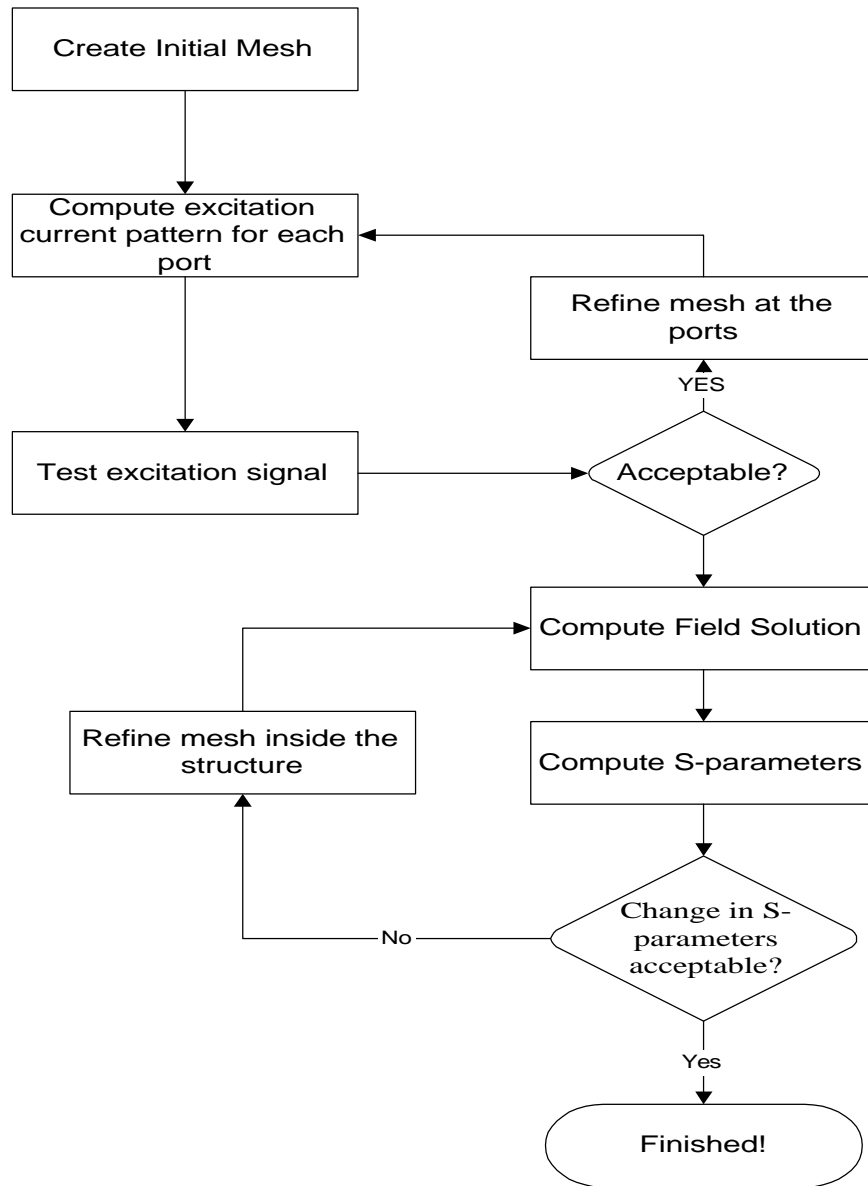 Create Initial Mesh
Compute excitation
current pattern for each
port
Refine mesh at the
ports
YES
Test excitation signal
Acceptable?
Compute Field Solution
Refine mesh inside the
structure
Compute S-parameters
Change in S-
parameters
acceptable?
No
Yes
Finished!